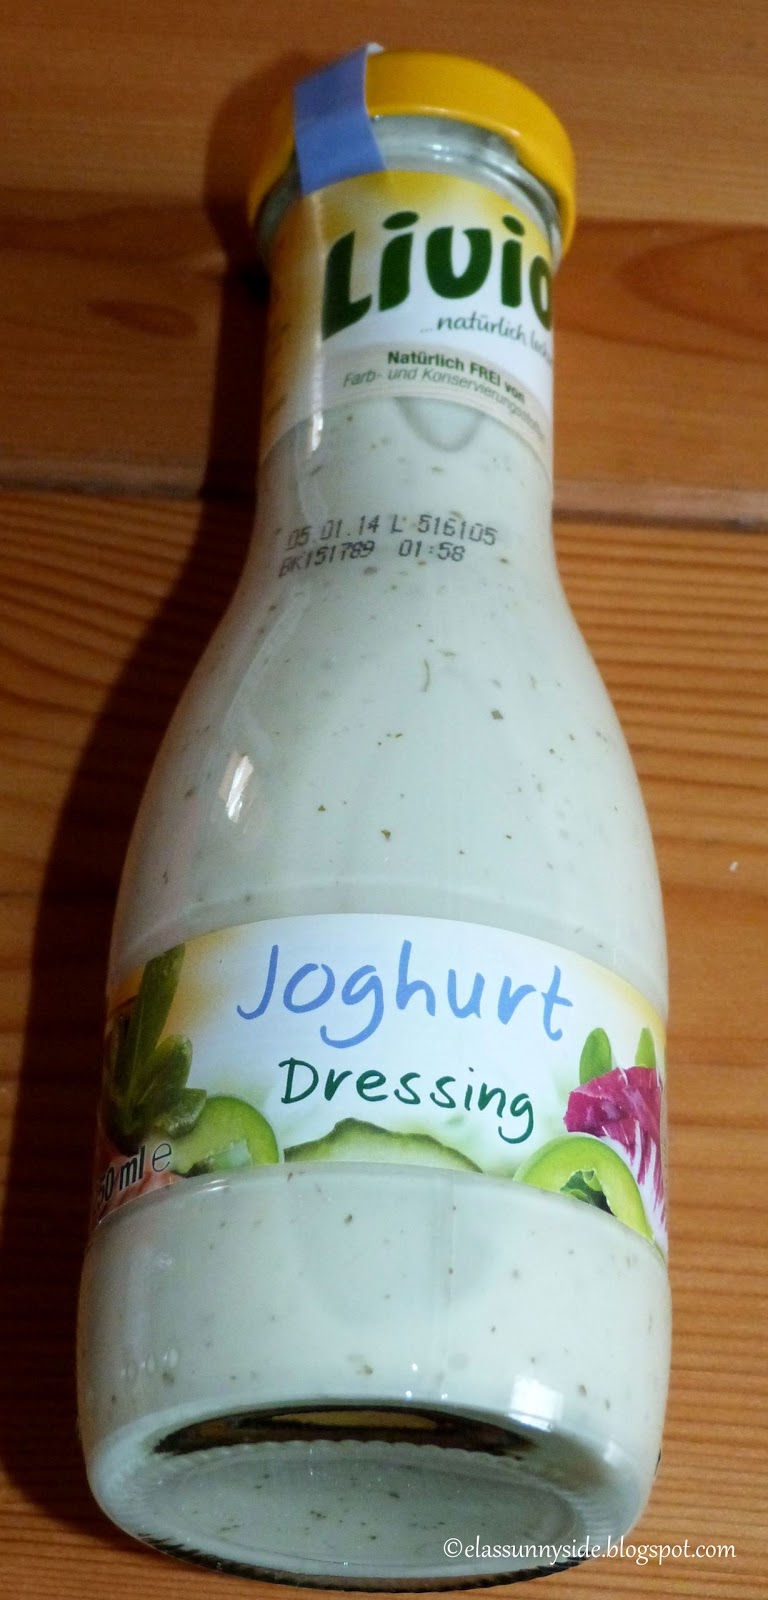 Livio
...natürlich
Natürlich FREI von
Farb- und Konservierungsstoffen
05.01.14 L 516105
BK151789 01:58
Joghurt
Dressing
ml e
©elassunnyside.blogspot.com